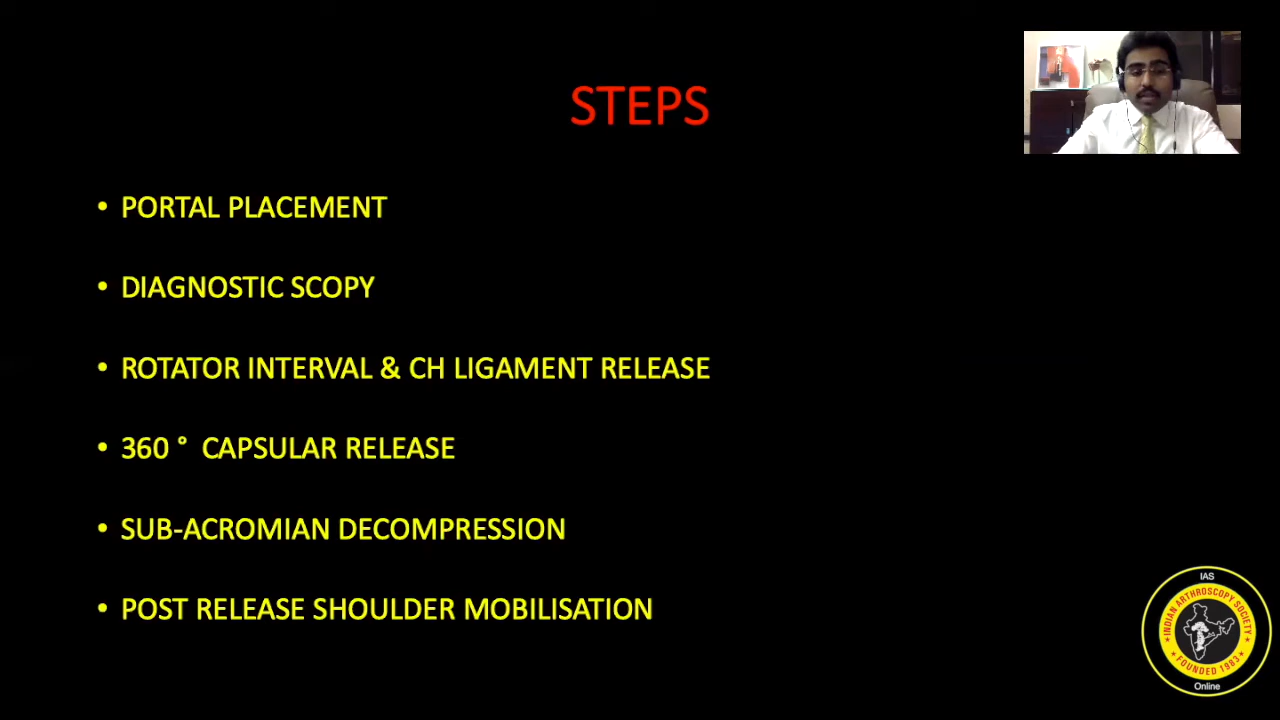 STEPS
• PORTAL PLACEMENT
• DIAGNOSTIC SCOPY
• ROTATOR INTERVAL & CH LIGAMENT RELEASE
• 360 ° CAPSULAR RELEASE
• SUB-ACROMIAN DECOMPRESSION
• POST RELEASE SHOULDER MOBILISATION
IAS
INDIAN ARTHROSCOPY SOCIETY
FOUNDED 1983
Online